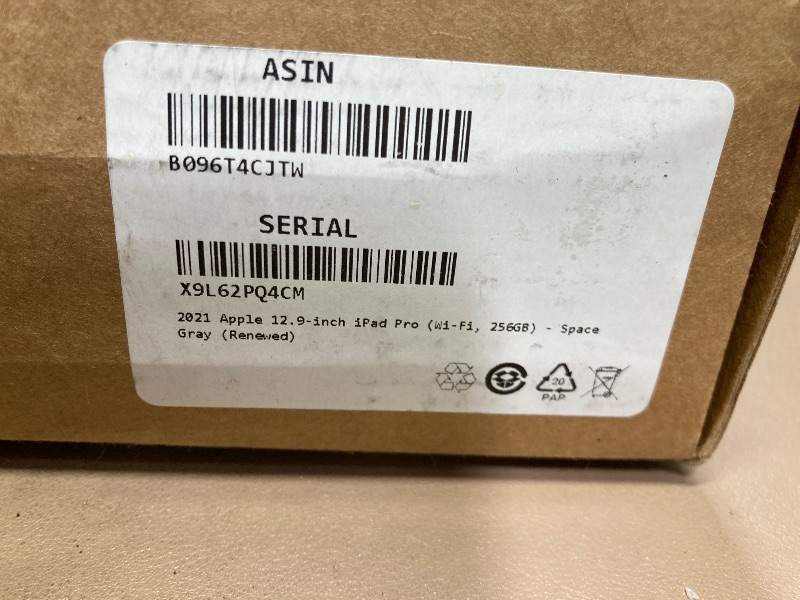 ASIN
B096T4CJTW
SERIAL
X9L62PQ4CM
2021 Apple 12.9-inch iPad Pro (Wi-Fi, 256GB) - Space
Gray (Renewed)
20
PAP